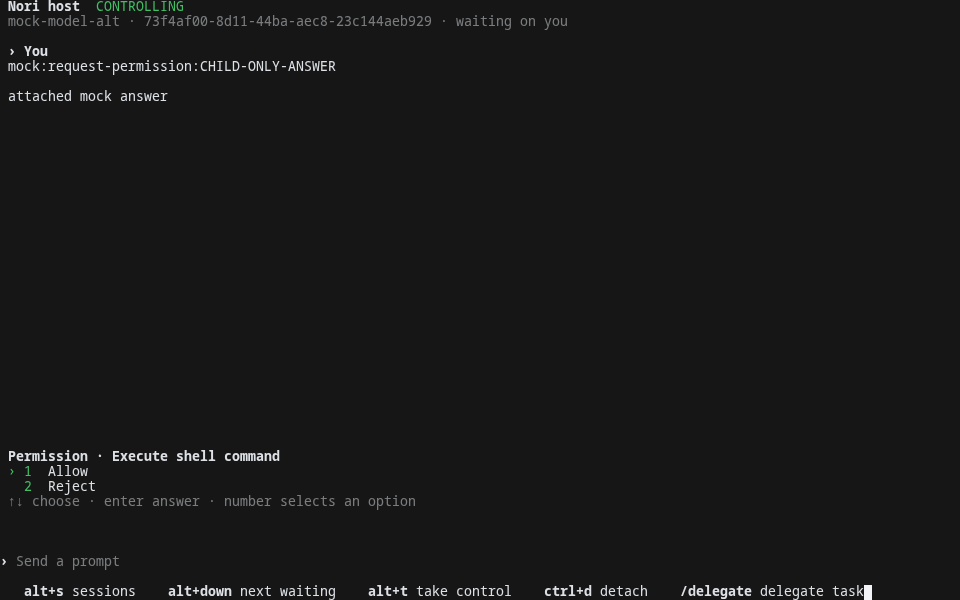 Nori host  CONTROLLING
mock-model-alt · 73f4af00-8d11-44ba-aec8-23c144aeb929 · waiting on you
› You
mock:request-permission:CHILD-ONLY-ANSWER
attached mock answer
Permission · Execute shell command
› 1  Allow
2  Reject
↑↓ choose · enter answer · number selects an option
› Send a prompt
alt+s sessions    alt+down next waiting    alt+t take control    ctrl+d detach    /delegate delegate task